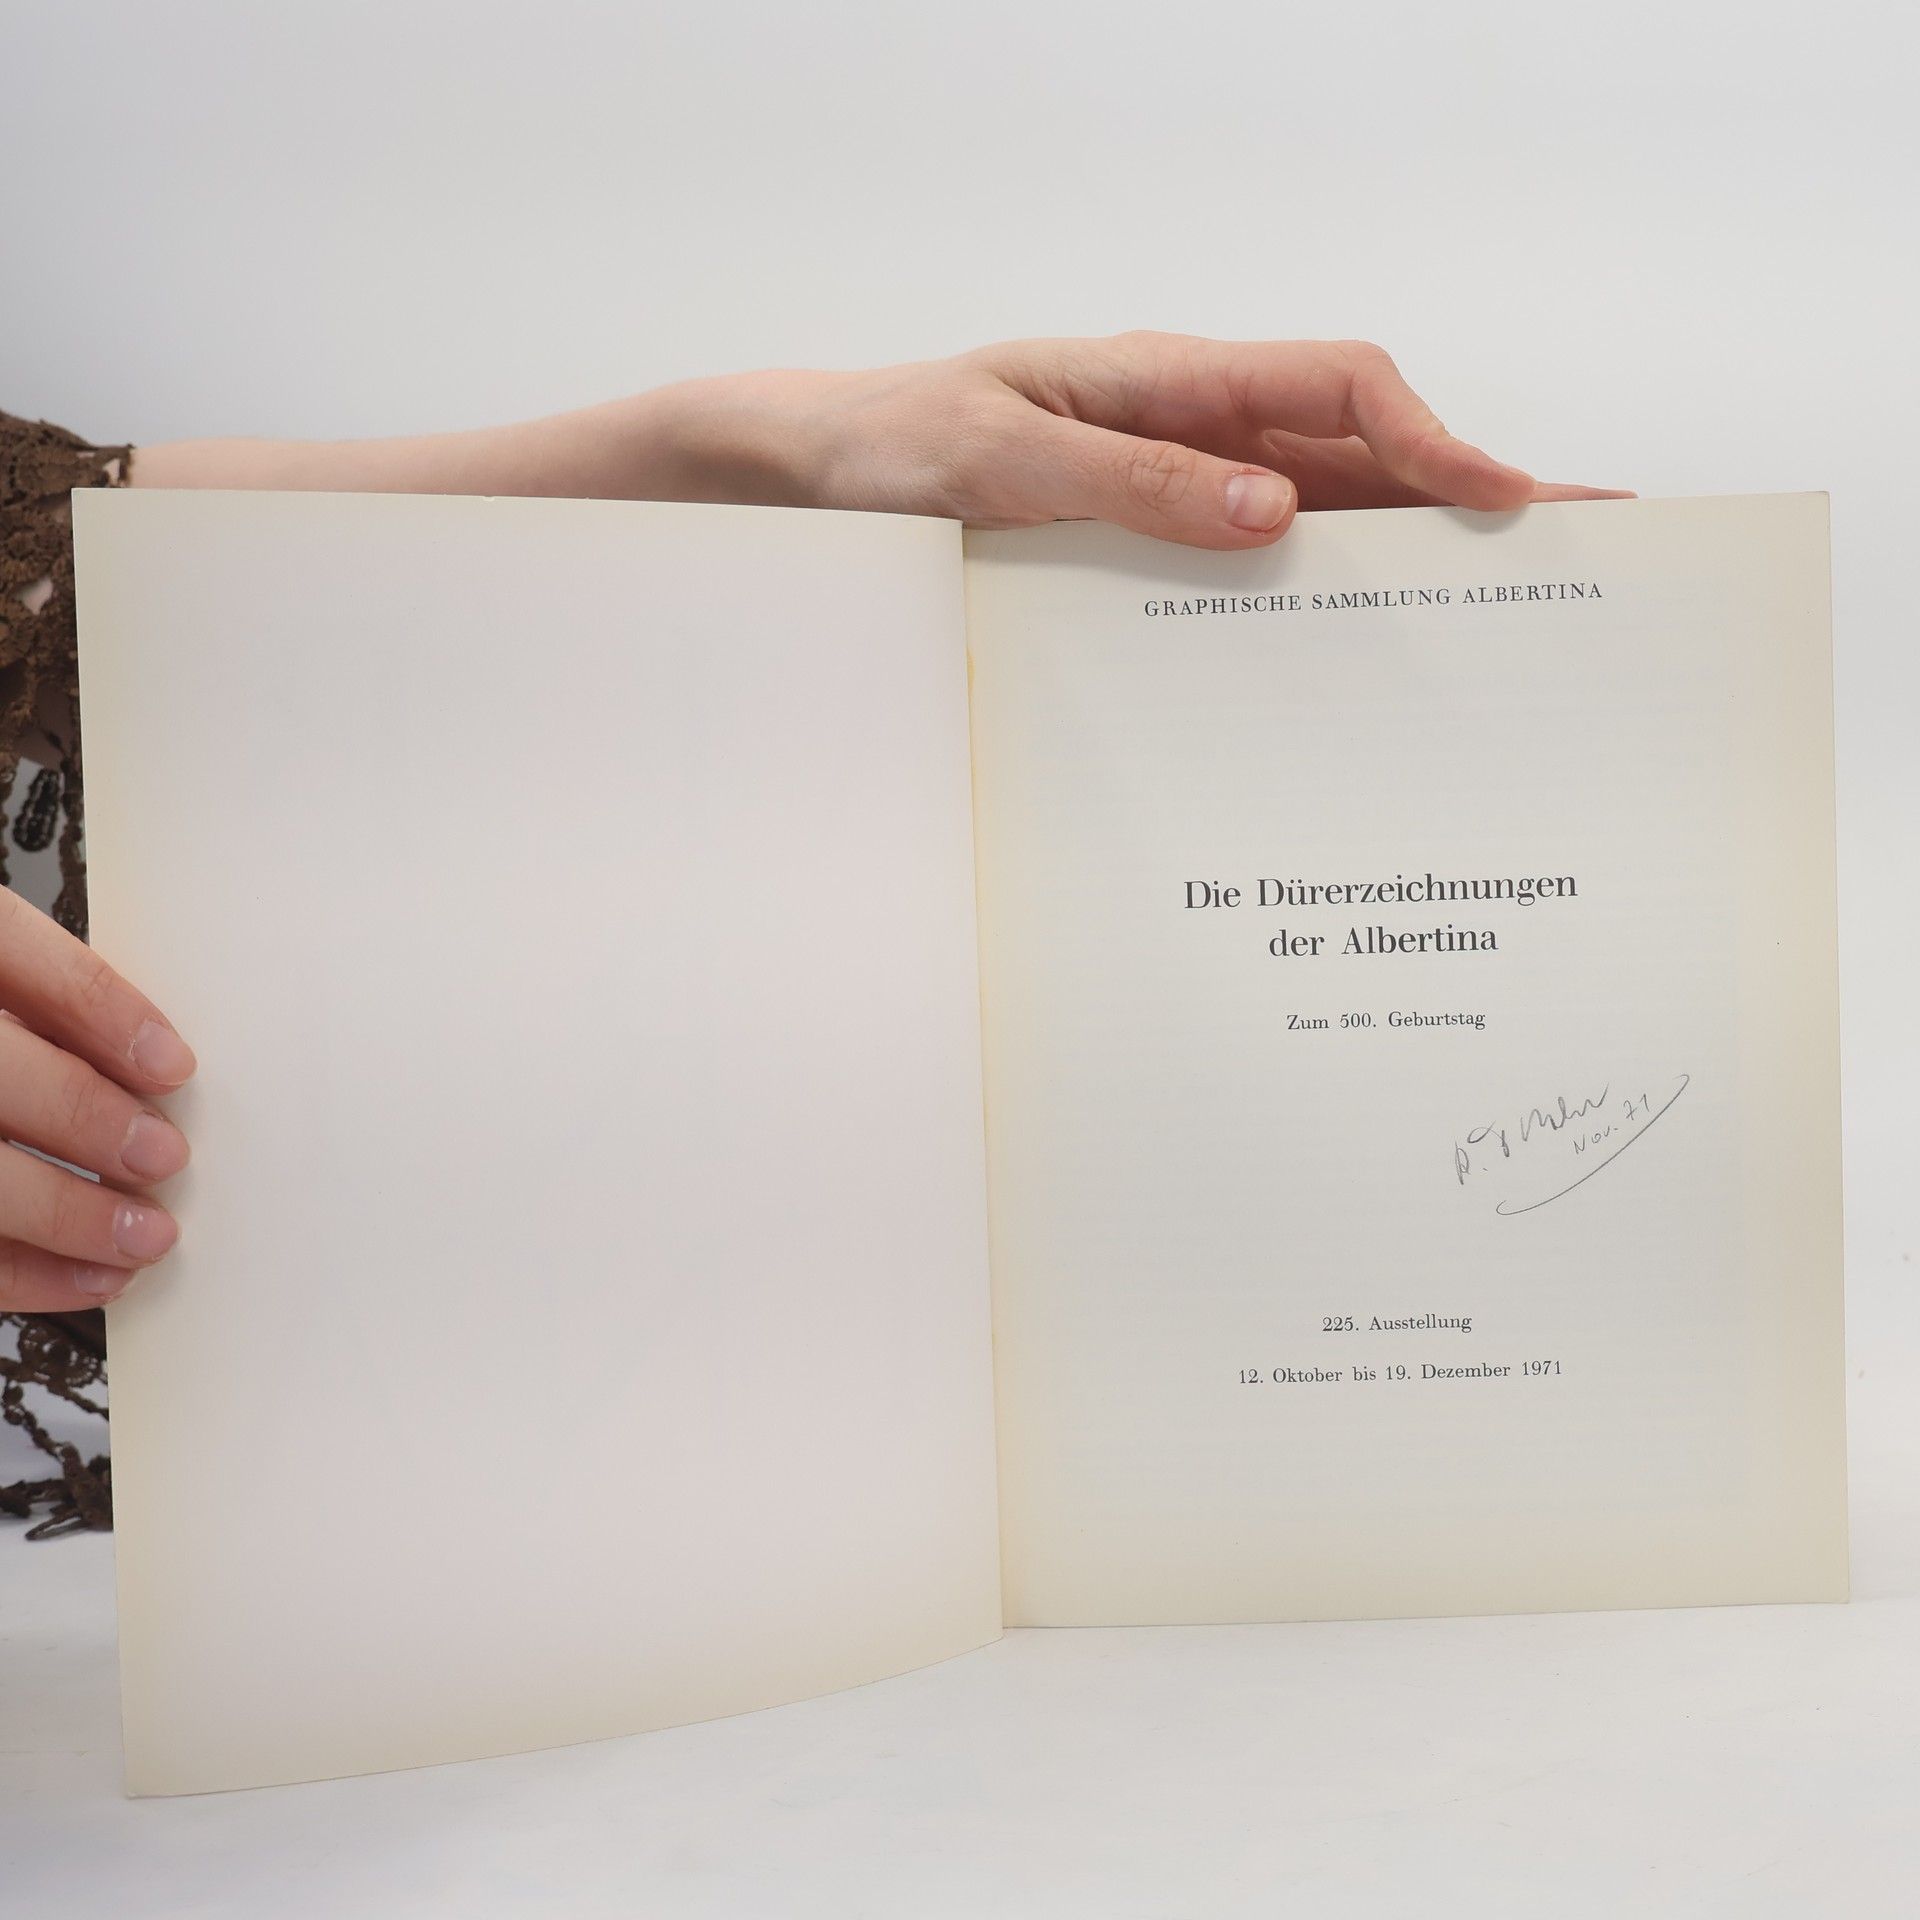 GRAPHISCHE SAMMLUNG ALBERTINA
Die Dürerzeichnungen
der Albertina
Zum 500. Geburtstag
Nov. 71
225. Ausstellung
12. Oktober bis 19. Dezember 1971